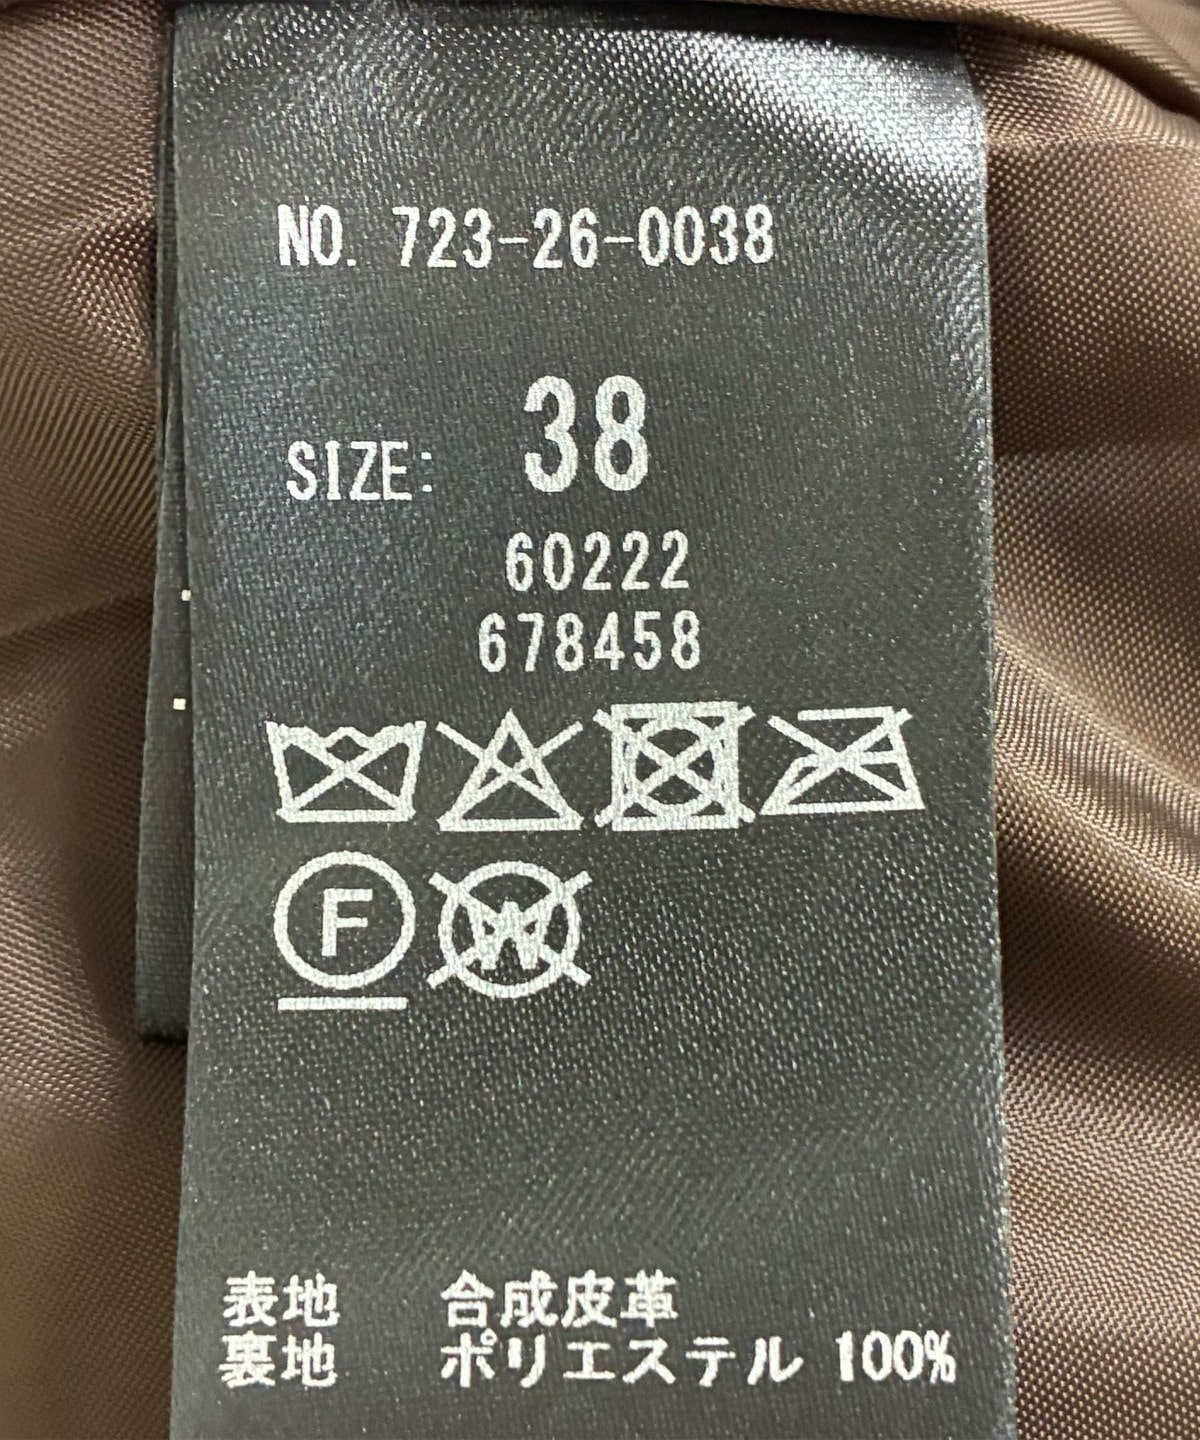 NO. 723-26-0038
SIZE: 38
60222
678458
F W
表地 合成皮革
裏地 ポリエステル 100%